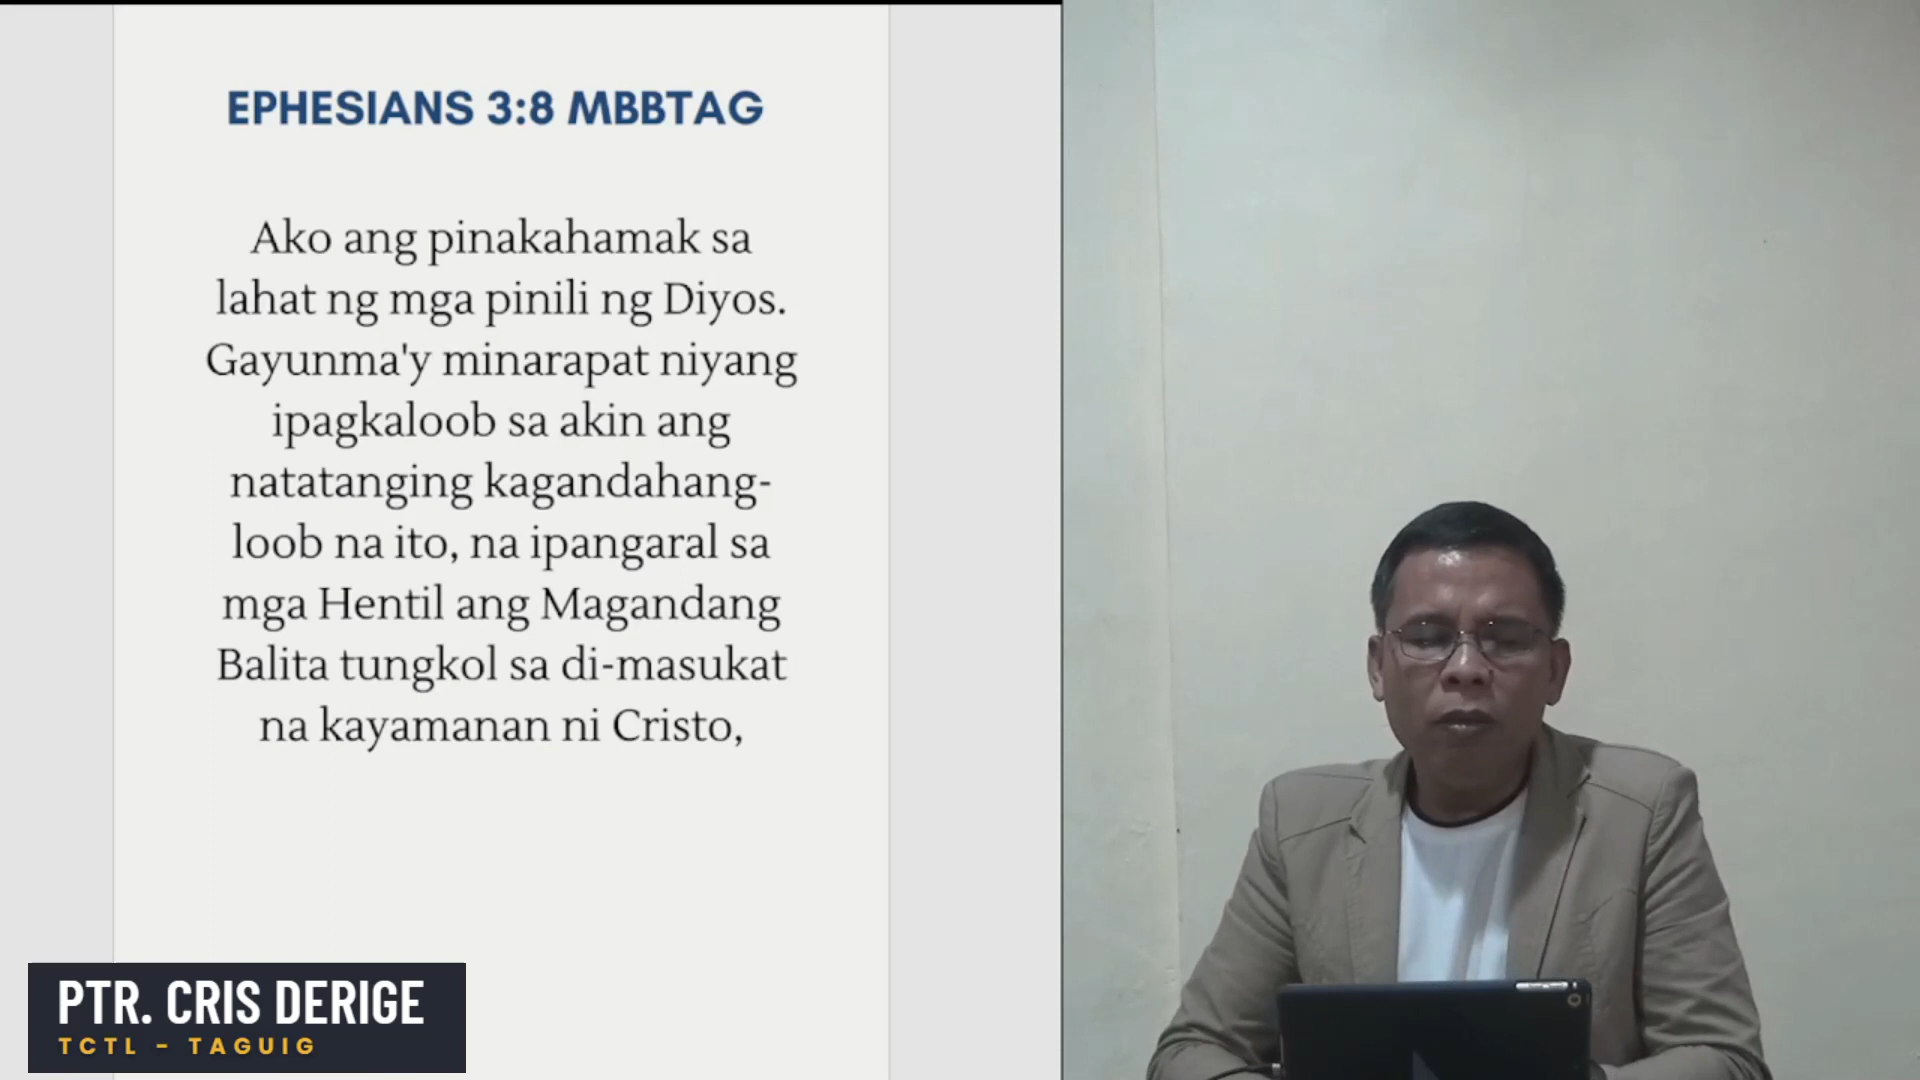 EPHESIANS 3:8 MBBTAG
Ako ang pinakahamak sa
lahat ng mga pinili ng Diyos.
Gayunma'y minarapat niyang
ipagkaloob sa akin ang
natatanging kagandahang-
loob na ito, na ipangaral sa
mga Hentil ang Magandang
Balita tungkol sa di-masukat
na kayamanan ni Cristo,
PTR. CRIS DERIGE
TCTL - TAGUIG